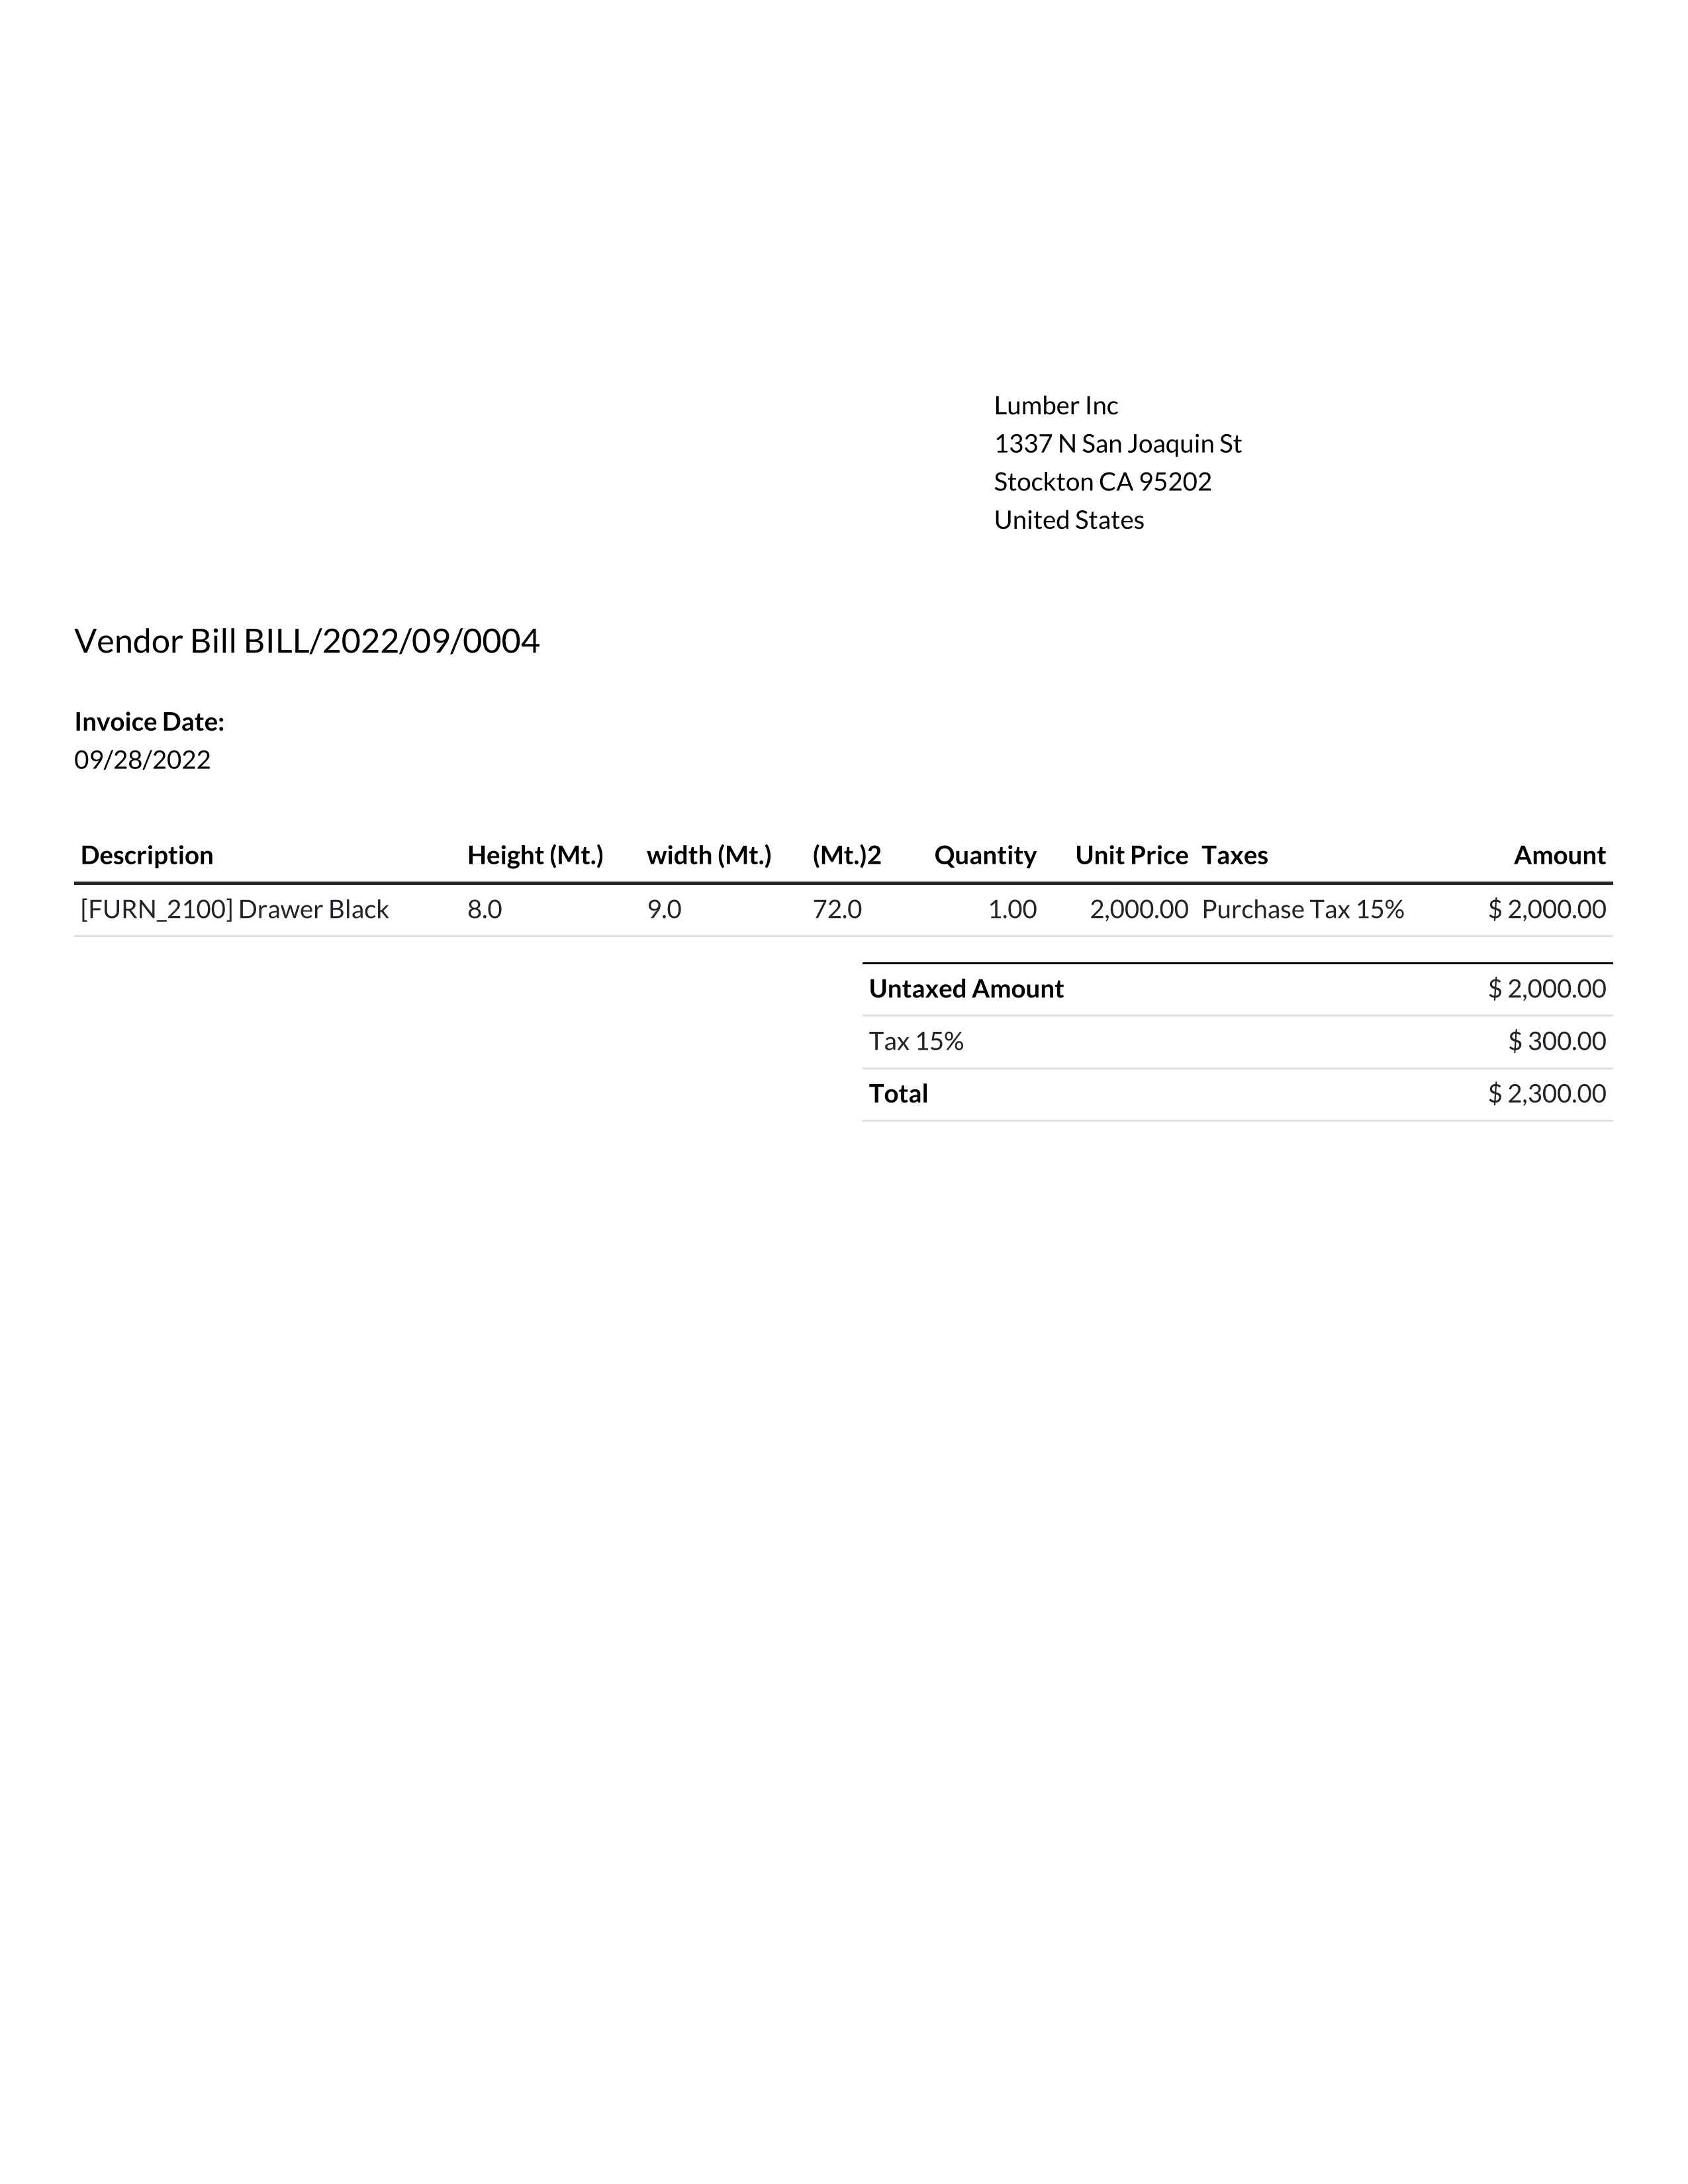 Lumber Inc
1337 N San Joaquin St
Stockton CA 95202
United States
Vendor Bill BILL/2022/09/0004
Invoice Date:
09/28/2022
Description Height (Mt.) width (Mt.) (Mt.)2 Quantity Unit Price Taxes Amount
[FURN_2100] Drawer Black 8.0 9.0 72.0 1.00 2,000.00 Purchase Tax 15% $ 2,000.00
Untaxed Amount $ 2,000.00
Tax 15% $ 300.00
Total $ 2,300.00